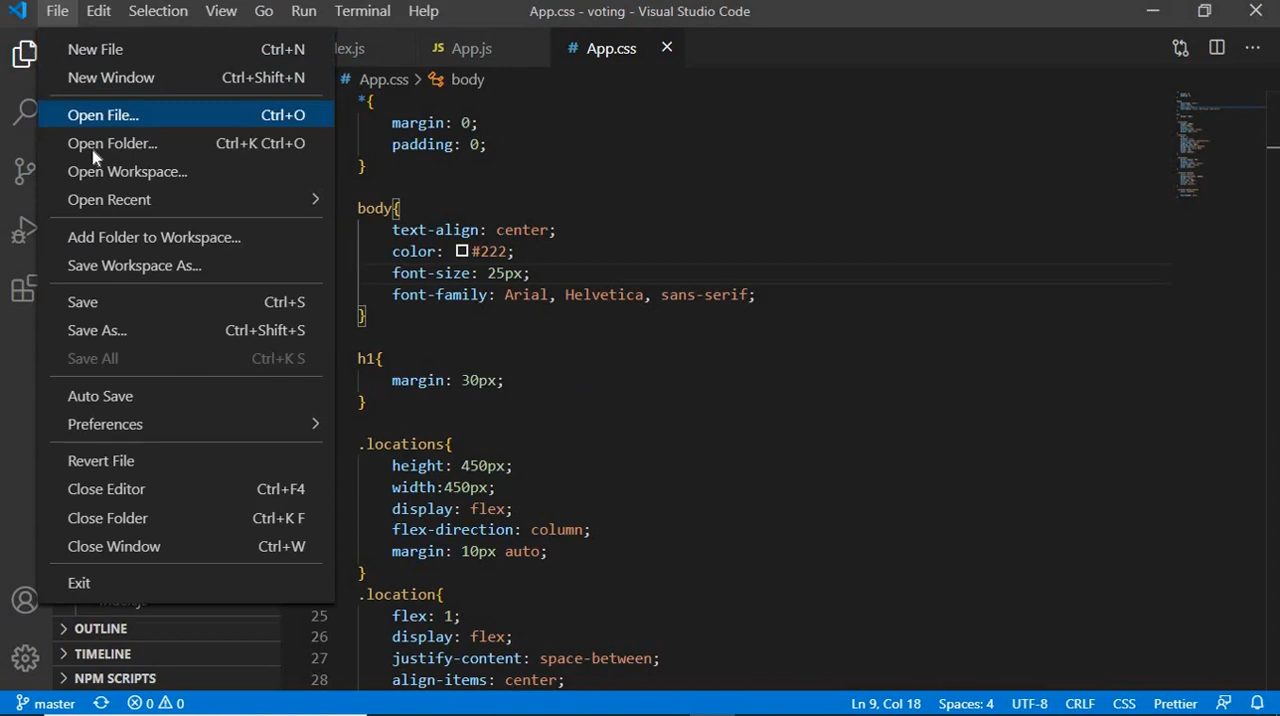 File Edit Selection View Go Run Terminal Help App.css - voting - Visual Studio Code
ex.js JS App.js # App.css
# App.css body
New File Ctrl+N
New Window Ctrl+Shift+N
Open File... Ctrl+O
Open Folder... Ctrl+K Ctrl+O
Open Workspace...
Open Recent
Add Folder to Workspace...
Save Workspace As...
Save Ctrl+S
Save As... Ctrl+Shift+S
Save All Ctrl+K S
Auto Save
Preferences
Revert File
Close Editor Ctrl+F4
Close Folder Ctrl+K F
Close Window Ctrl+W
Exit
OUTLINE
TIMELINE
NPM SCRIPTS
*{
margin: 0;
padding: 0;
}
body{
text-align: center;
color: #222;
font-size: 25px;
font-family: Arial, Helvetica, sans-serif;
}
h1{
margin: 30px;
}
.locations{
height: 450px;
width:450px;
display: flex;
flex-direction: column;
margin: 10px auto;
}
.location{
25 flex: 1;
26 display: flex;
27 justify-content: space-between;
28 align-items: center;
master 0 0 Ln 9, Col 18 Spaces: 4 UTF-8 CRLF CSS Prettier